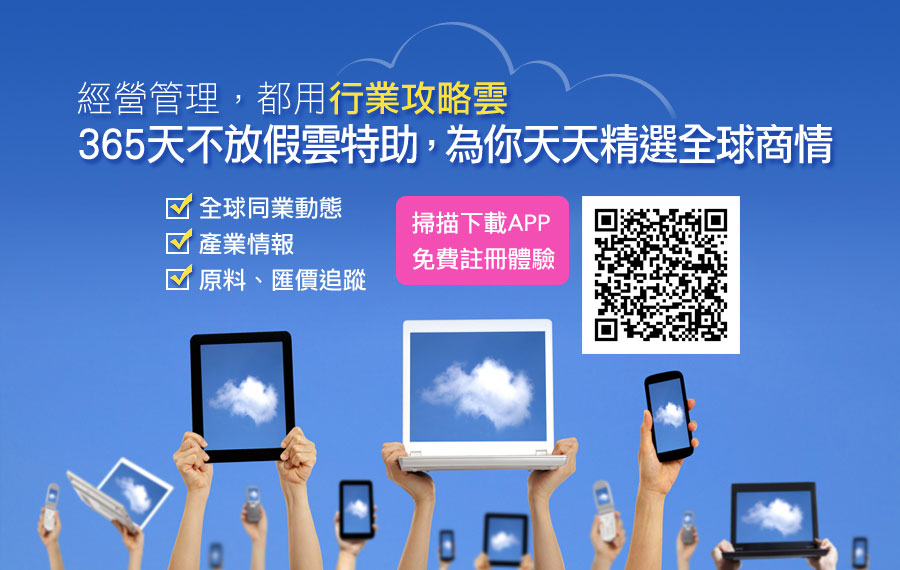 經營管理，都用行業攻略雲
365天不放假雲特助，為你天天精選全球商情
全球同業動態
產業情報
原料、匯價追蹤
掃描下載APP
免費註冊體驗